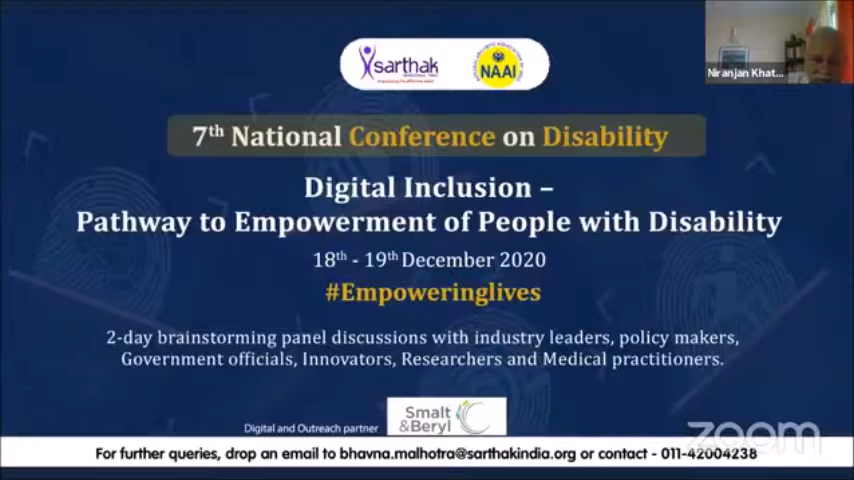 sarthak
NAAI
Niranjan Khat...
7th National Conference on Disability
Digital Inclusion –
Pathway to Empowerment of People with Disability
18th - 19th December 2020
#Empoweringlives
2-day brainstorming panel discussions with industry leaders, policy makers,
Government officials, Innovators, Researchers and Medical practitioners.
Digital and Outreach partner
Smalt
&Beryl
zoom
For further queries, drop an email to bhavna.malhotra@sarthakindia.org or contact - 011-42004238